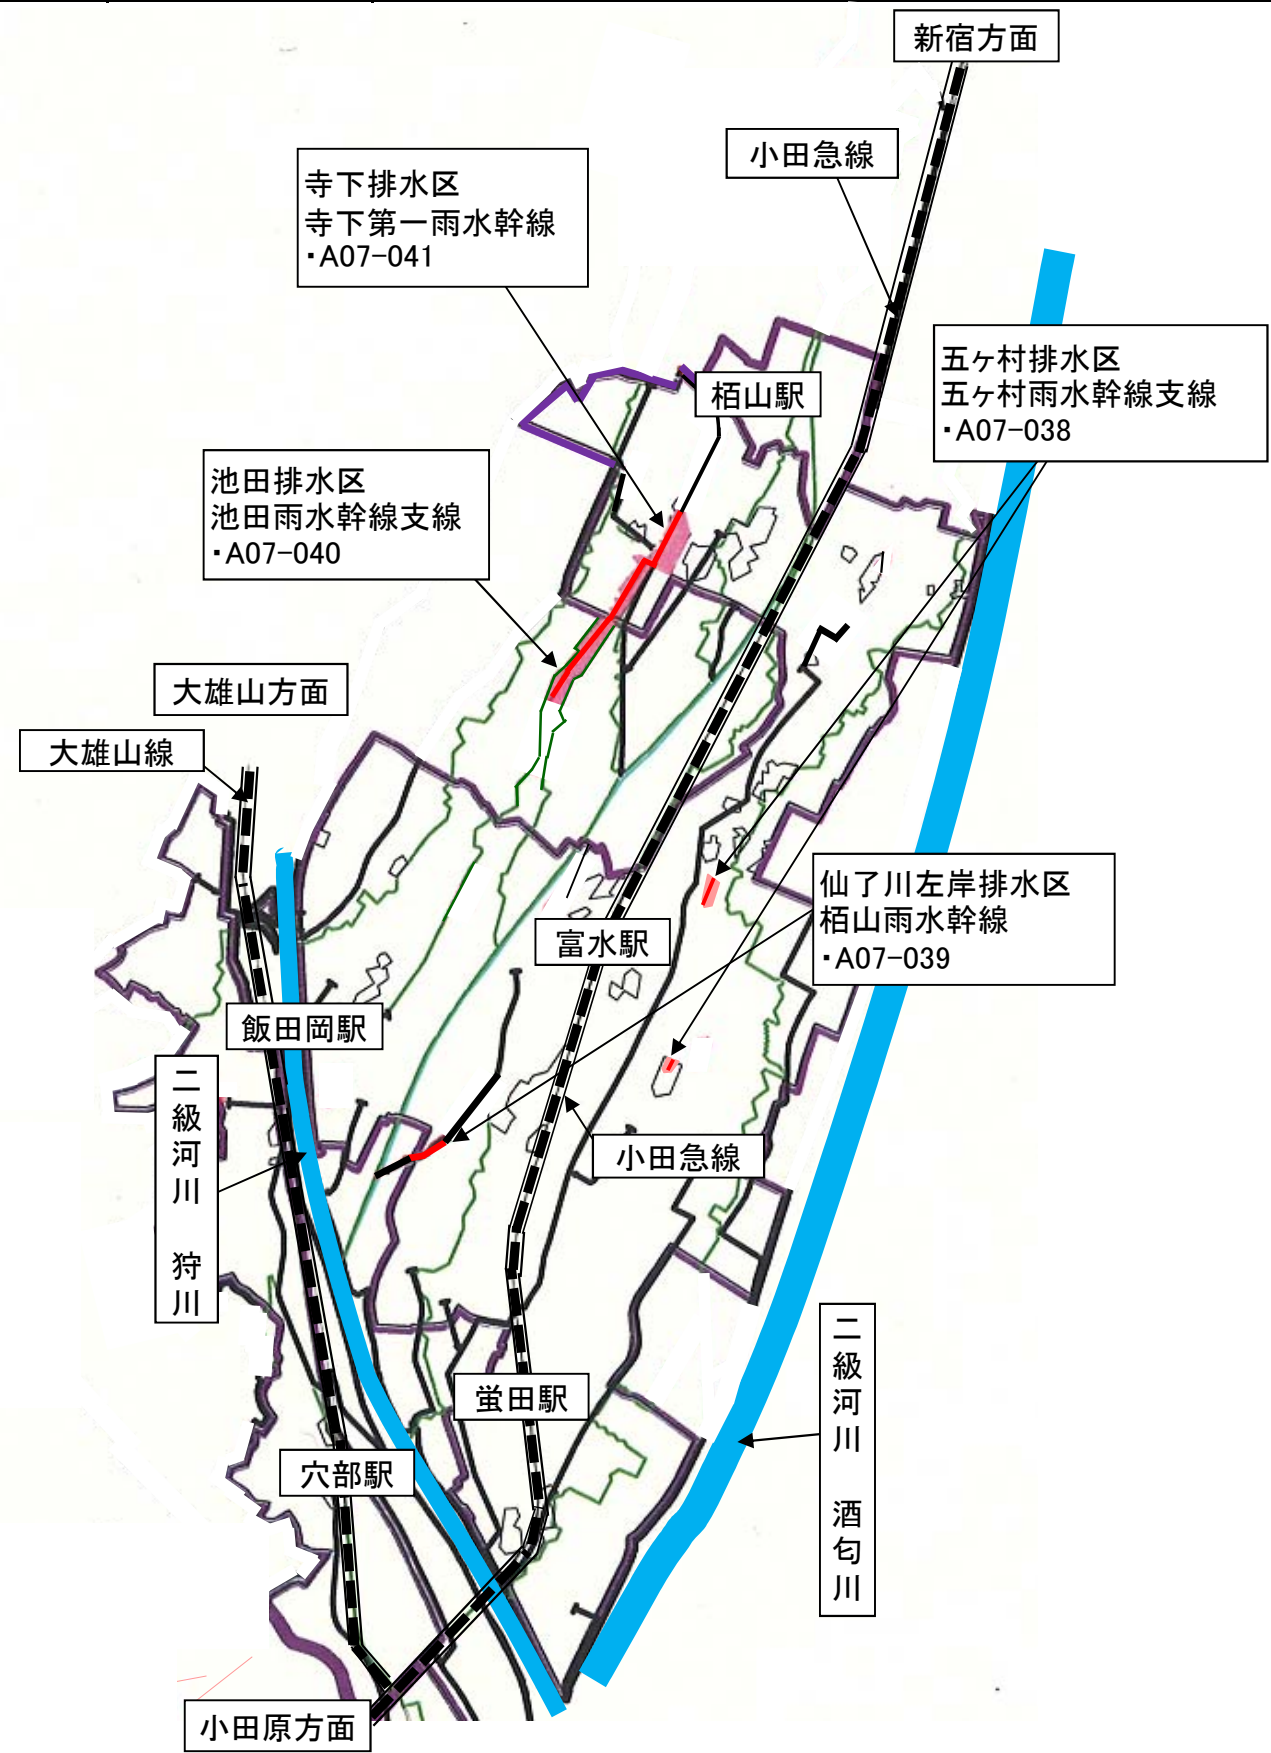 新宿方面
小田急線
寺下排水区
寺下第一雨水幹線
・A07-041
五ヶ村排水区
五ヶ村雨水幹線支線
・A07-038
栢山駅
池田排水区
池田雨水幹線支線
・A07-040
大雄山方面
大雄山線
仙了川左岸排水区
栢山雨水幹線
・A07-039
富水駅
飯田岡駅
二級河川　狩川
小田急線
二級河川　酒匂川
蛍田駅
穴部駅
小田原方面